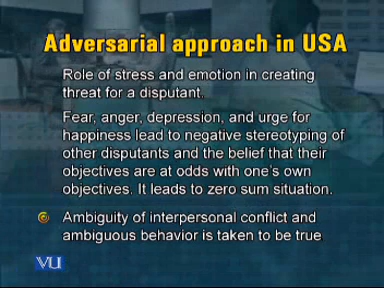 Adversarial approach in USA
Role of stress and emotion in creating
threat for a disputant.
Fear, anger, depression, and urge for
happiness lead to negative stereotyping of
other disputants and the belief that their
objectives are at odds with one's own
objectives. It leads to zero sum situation.
Ambiguity of interpersonal conflict and
ambiguous behavior is taken to be true
VU